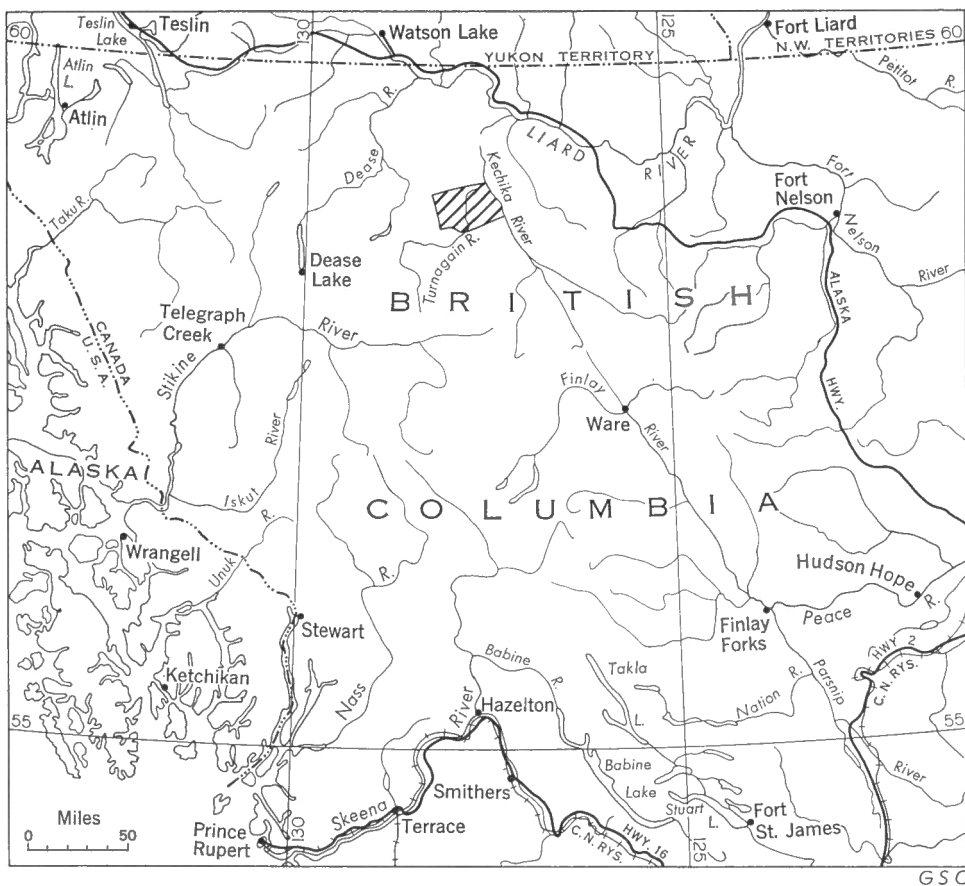 Teslin
Lake
Teslin
130
Watson Lake
125
Fort Liard
60
YUKON TERRITORY
N.W. TERRITORIES 60
Atlin
L.
Atlin
Petitot
R.
R.
LIARD
RIVER
Dease
Kechika
River
Fort
Nelson
Fort
Nelson
River
Taku R.
Dease
Lake
Turnagain R.
BRITISH
ALASKA
HWY.
Telegraph
Creek
River
CANADA
U.S.A.
Stikine
Finlay
River
Ware
River
ALASKA
Iskut
COLUMBIA
Wrangell
Unuk
R.
R.
Hudson Hope
R.
Stewart
Finlay
Forks
Peace
HWY 2
C.N. RYS.
Ketchikan
Nass
Babine
R.
Takla
L.
Nation
R.
Parsnip
55
River
Hazelton
55
Babine
Lake
River
Miles
0 50
Skeena
Smithers
Stuart
L.
Fort
St. James
Prince
Rupert
130
Terrace
HWY. 16
C.N. RYS.
125
GSC